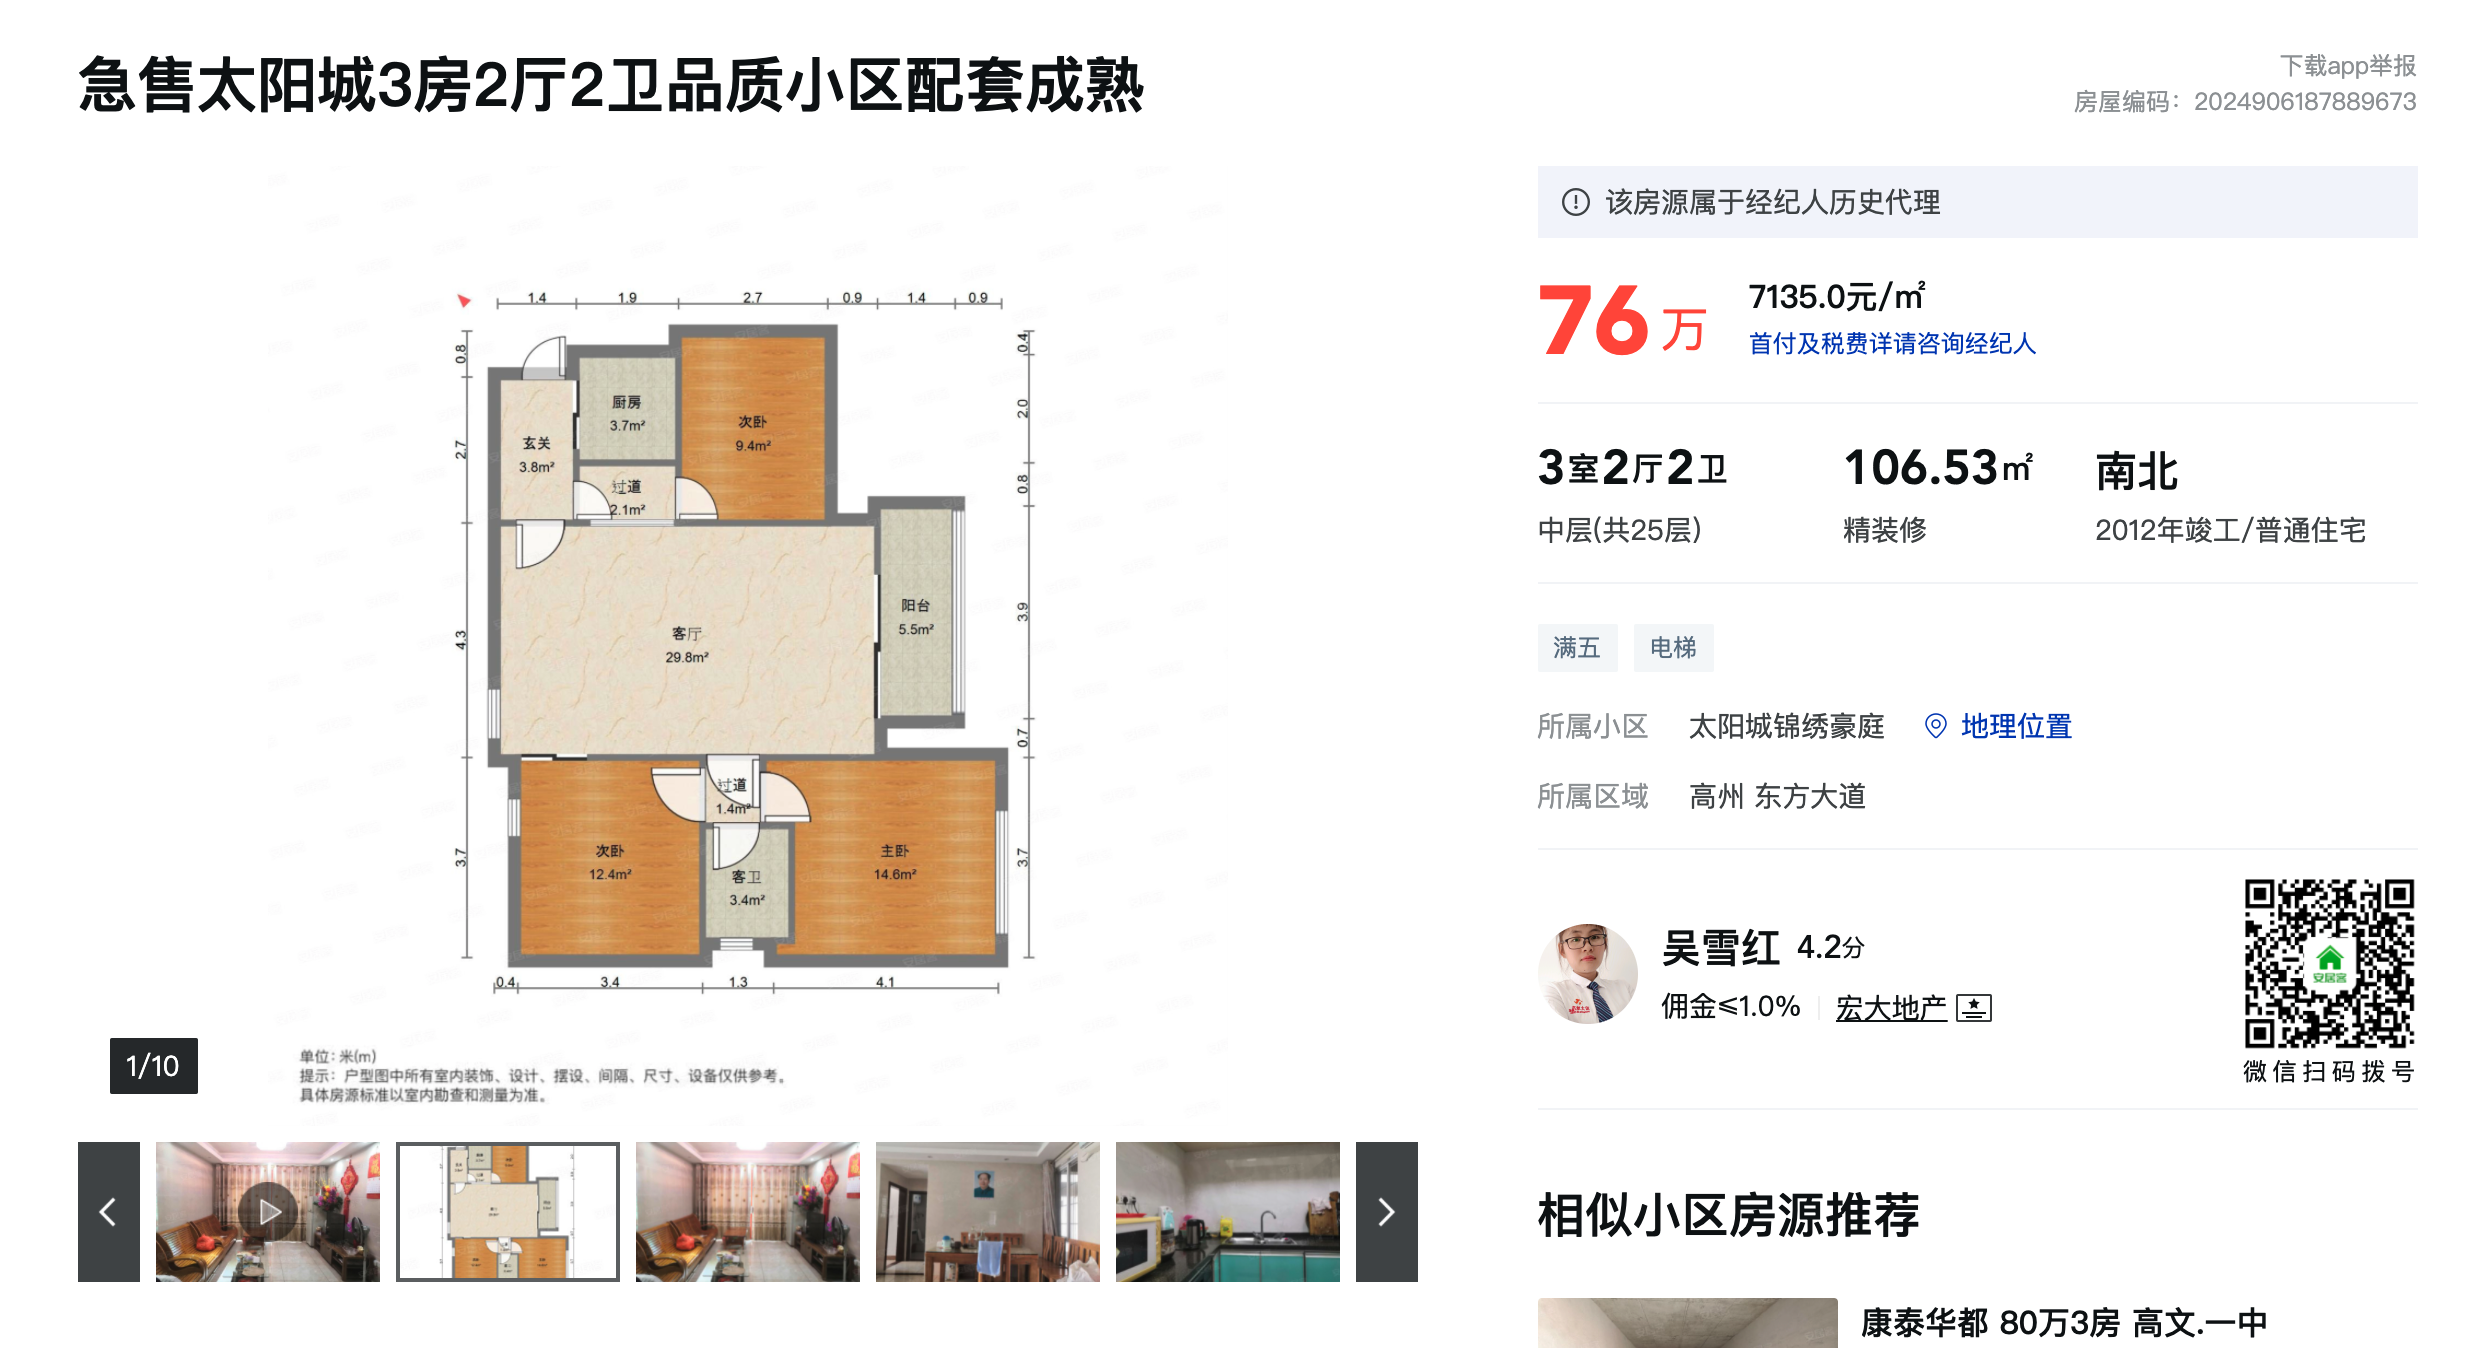 急售太阳城3房2厅2卫品质小区配套成熟
下载app举报
房屋编码：2024906187889673
1.4 1.9 2.7 0.9 1.4 0.9
0.8
2.7
4.3
3.7
0.4
2.0
0.8
3.9
0.7
3.7
玄关
3.8m²
厨房
3.7m²
次卧
9.4m²
过道
2.1m²
客厅
29.8m²
阳台
5.5m²
次卧
12.4m²
过道
1.4m²
客卫
3.4m²
主卧
14.6m²
0.4 3.4 1.3 4.1
单位：米(m)
提示：户型图中所有室内装饰、设计、摆设、间隔、尺寸、设备仅供参考。
具体房源标准以室内勘查和测量为准。
1/10
该房源属于经纪人历史代理
76万
7135.0元/㎡
首付及税费详请咨询经纪人
3室2厅2卫 106.53㎡ 南北
中层(共25层) 精装修 2012年竣工/普通住宅
满五 电梯
所属小区 太阳城锦绣豪庭 地理位置
所属区域 高州 东方大道
吴雪红 4.2分
佣金≤1.0% 宏大地产
安居客
微信扫码拨号
相似小区房源推荐
康泰华都 80万3房 高文.一中